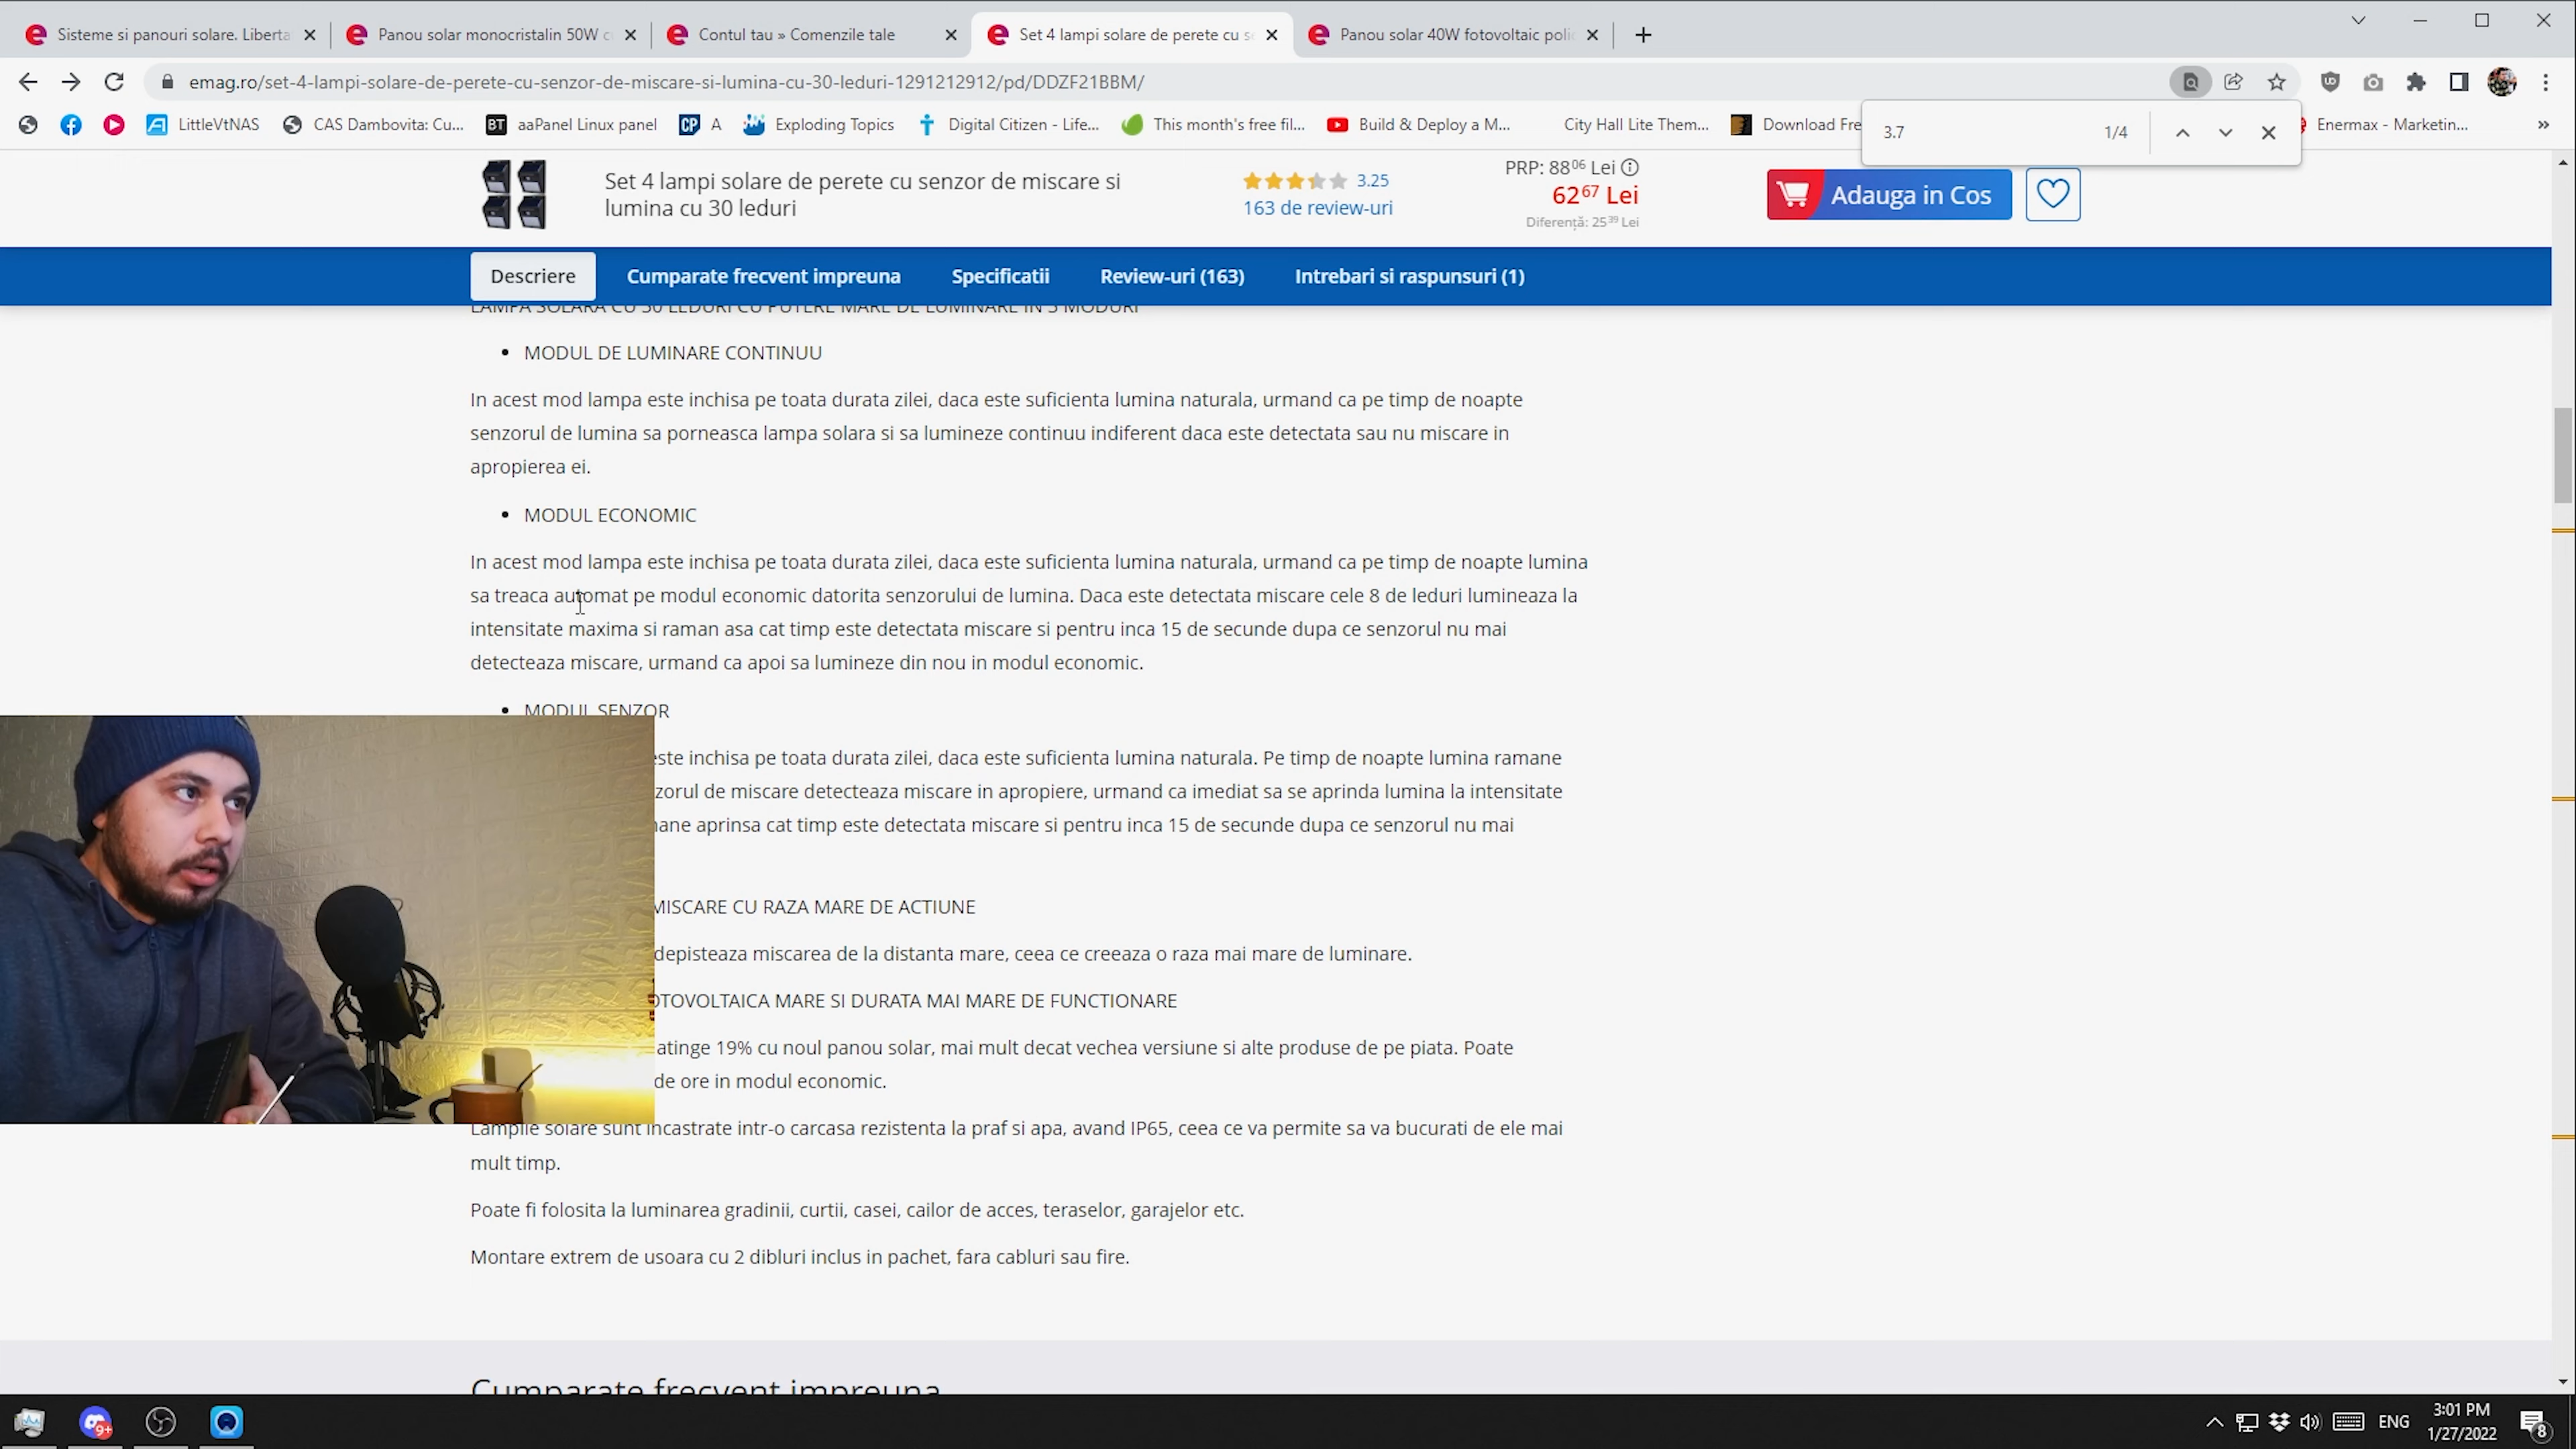 Sisteme si panouri solare. Liberta
Panou solar monocristalin 50W c
Contul tau » Comenzile tale
Set 4 lampi solare de perete cu s
Panou solar 40W fotovoltaic poli
emag.ro/set-4-lampi-solare-de-perete-cu-senzor-de-miscare-si-lumina-cu-30-leduri-1291212912/pd/DDZF21BBM/
LittleVtNAS
CAS Dambovita: Cu...
BT aaPanel Linux panel
CP A
Exploding Topics
Digital Citizen - Life...
This month's free fil...
Build & Deploy a M...
City Hall Lite Them...
Download Fre
Enermax - Marketin...
3.7 1/4
Set 4 lampi solare de perete cu senzor de miscare si
lumina cu 30 leduri
3.25
163 de review-uri
PRP: 88⁰⁶ Lei
62⁶⁷ Lei
Diferență: 25³⁹ Lei
Adauga in Cos
Descriere Cumparate frecvent impreuna Specificatii Review-uri (163) Intrebari si raspunsuri (1)
LAMPA SOLARA CU 30 LEDURI CU PUTERE MARE DE LUMINARE IN 3 MODURI
• MODUL DE LUMINARE CONTINUU
In acest mod lampa este inchisa pe toata durata zilei, daca este suficienta lumina naturala, urmand ca pe timp de noapte
senzorul de lumina sa porneasca lampa solara si sa lumineze continuu indiferent daca este detectata sau nu miscare in
apropierea ei.
• MODUL ECONOMIC
In acest mod lampa este inchisa pe toata durata zilei, daca este suficienta lumina naturala, urmand ca pe timp de noapte lumina
sa treaca automat pe modul economic datorita senzorului de lumina. Daca este detectata miscare cele 8 de leduri lumineaza la
intensitate maxima si raman asa cat timp este detectata miscare si pentru inca 15 de secunde dupa ce senzorul nu mai
detecteaza miscare, urmand ca apoi sa lumineze din nou in modul economic.
• MODUL SENZOR
este inchisa pe toata durata zilei, daca este suficienta lumina naturala. Pe timp de noapte lumina ramane
zorul de miscare detecteaza miscare in apropiere, urmand ca imediat sa se aprinda lumina la intensitate
mane aprinsa cat timp este detectata miscare si pentru inca 15 de secunde dupa ce senzorul nu mai
MISCARE CU RAZA MARE DE ACTIUNE
depisteaza miscarea de la distanta mare, ceea ce creeaza o raza mai mare de luminare.
OTOVOLTAICA MARE SI DURATA MAI MARE DE FUNCTIONARE
atinge 19% cu noul panou solar, mai mult decat vechea versiune si alte produse de pe piata. Poate
de ore in modul economic.
Lampile solare sunt incastrate intr-o carcasa rezistenta la praf si apa, avand IP65, ceea ce va permite sa va bucurati de ele mai
mult timp.
Poate fi folosita la luminarea gradinii, curtii, casei, cailor de acces, teraselor, garajelor etc.
Montare extrem de usoara cu 2 dibluri inclus in pachet, fara cabluri sau fire.
Cumparate frecvent impreuna
9+
ENG
3:01 PM
1/27/2022
8